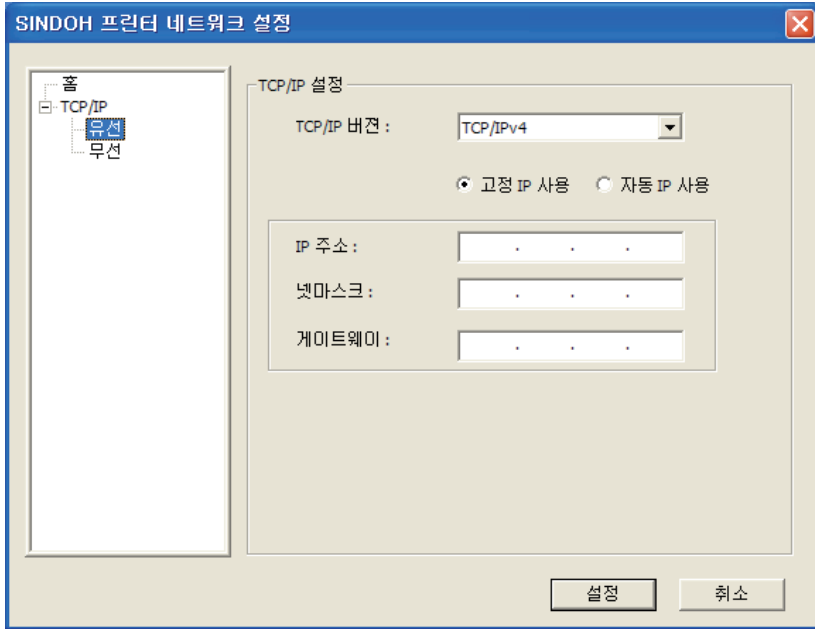 SINDOH 프린터 네트워크 설정
홈
TCP/IP
유선
무선
TCP/IP 설정
TCP/IP 버젼 : TCP/IPv4
고정 IP 사용 자동 IP 사용
IP 주소 : . . .
넷마스크 : . . .
게이트웨이 : . . .
설정 취소